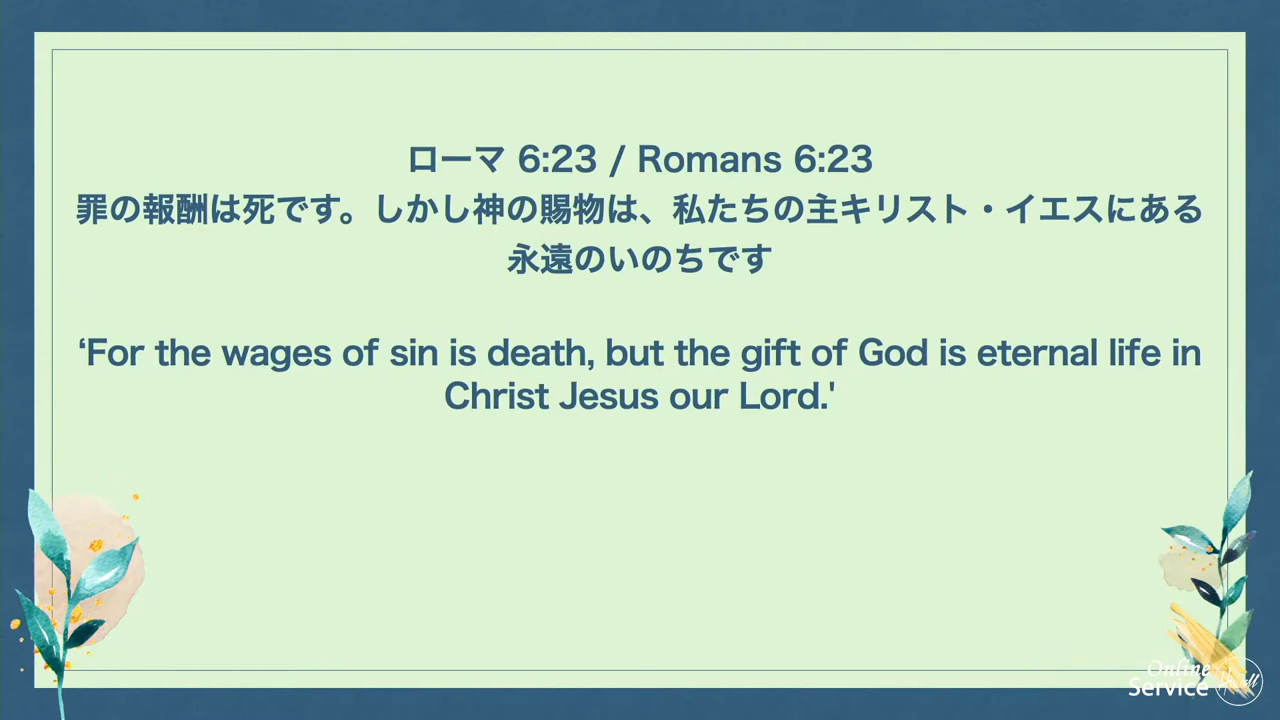 ローマ 6:23 / Romans 6:23
罪の報酬は死です。しかし神の賜物は、私たちの主キリスト・イエスにある
永遠のいのちです
‘For the wages of sin is death, but the gift of God is eternal life in
Christ Jesus our Lord.'
Online
Service